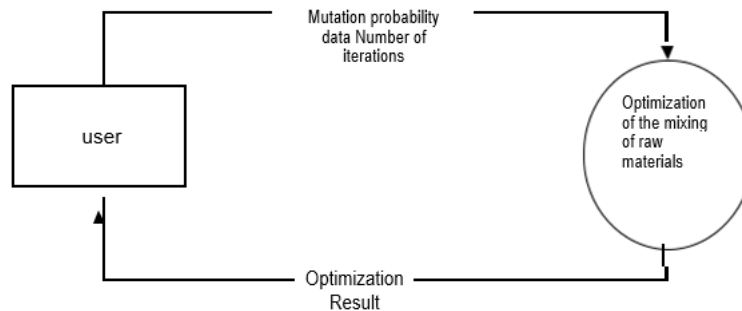 Mutation probability
data Number of
iterations
user
Optimization
of the mixing
of raw
materials
Optimization
Result